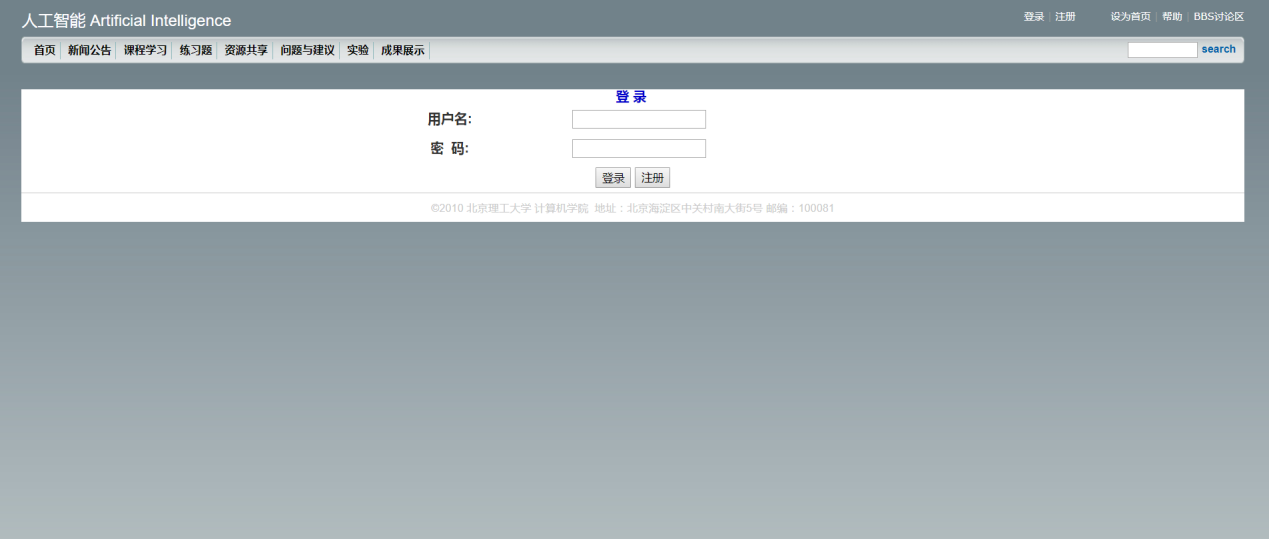 人工智能 Artificial Intelligence
登录 | 注册 设为首页 | 帮助 | BBS讨论区
首页 新闻公告 课程学习 练习题 资源共享 问题与建议 实验 成果展示 search
登 录
用户名:
密 码:
登录 注册
©2010 北京理工大学 计算机学院 地址：北京海淀区中关村南大街5号 邮编：100081